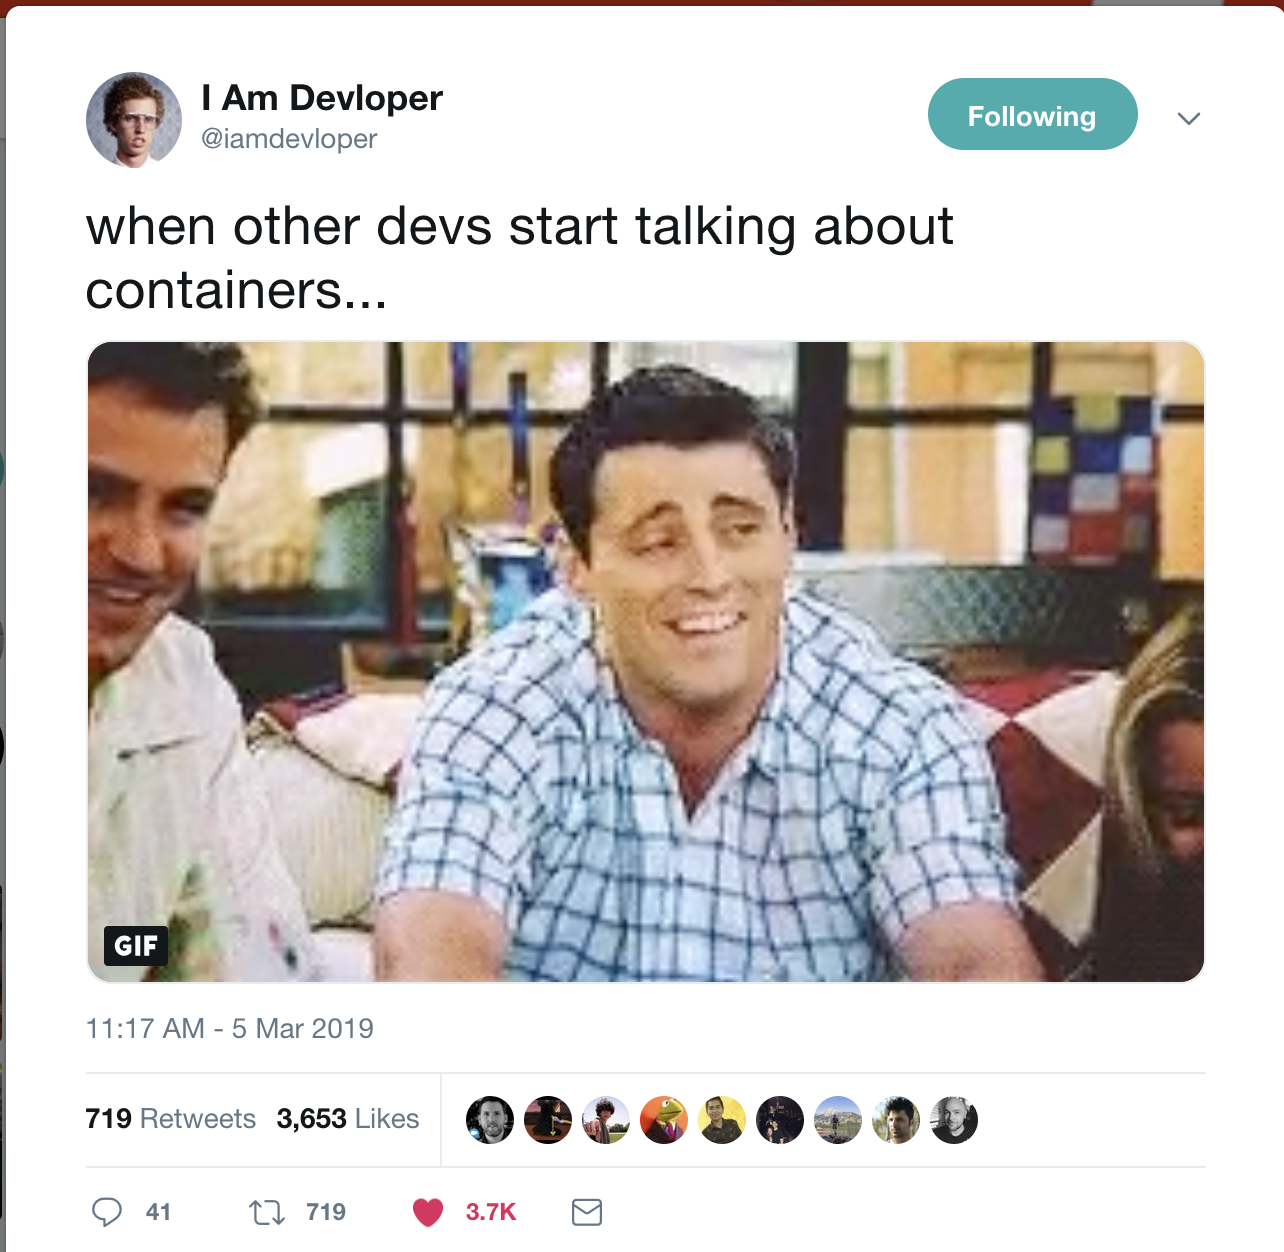 I Am Devloper
@iamdevloper
Following
when other devs start talking about
containers...
GIF
11:17 AM - 5 Mar 2019
719 Retweets 3,653 Likes
41 719 3.7K